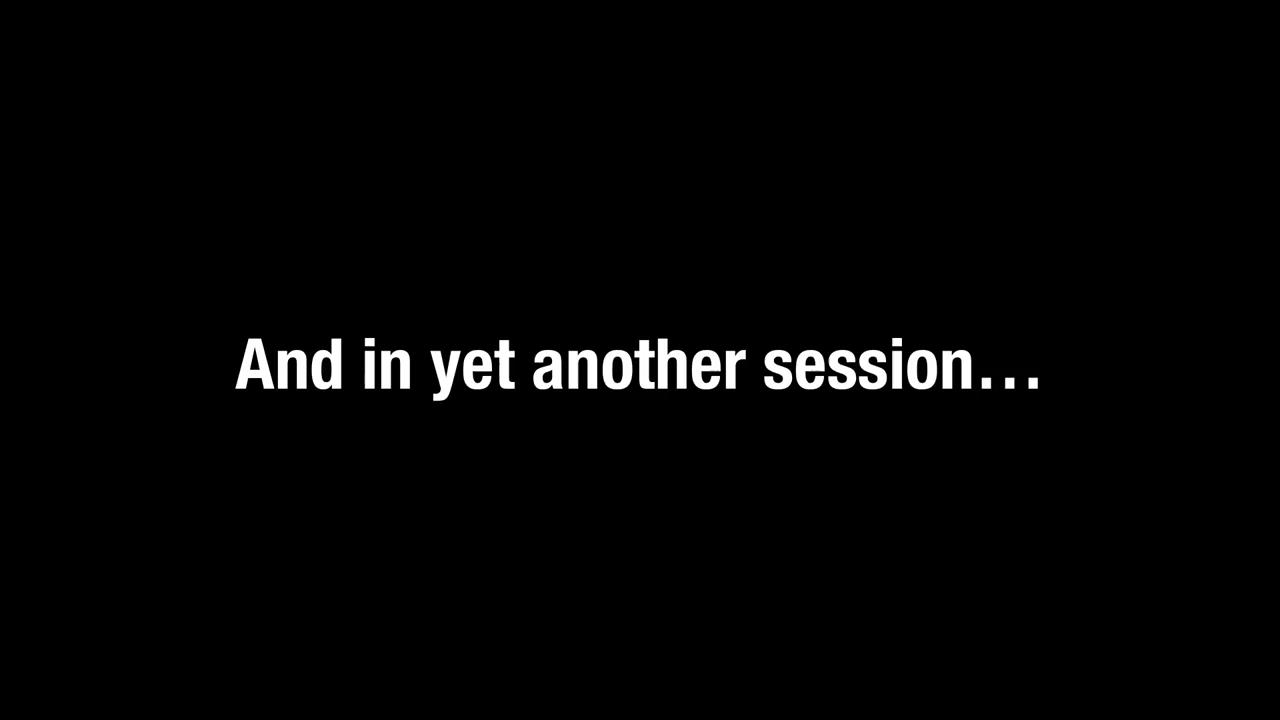 And in yet another session…